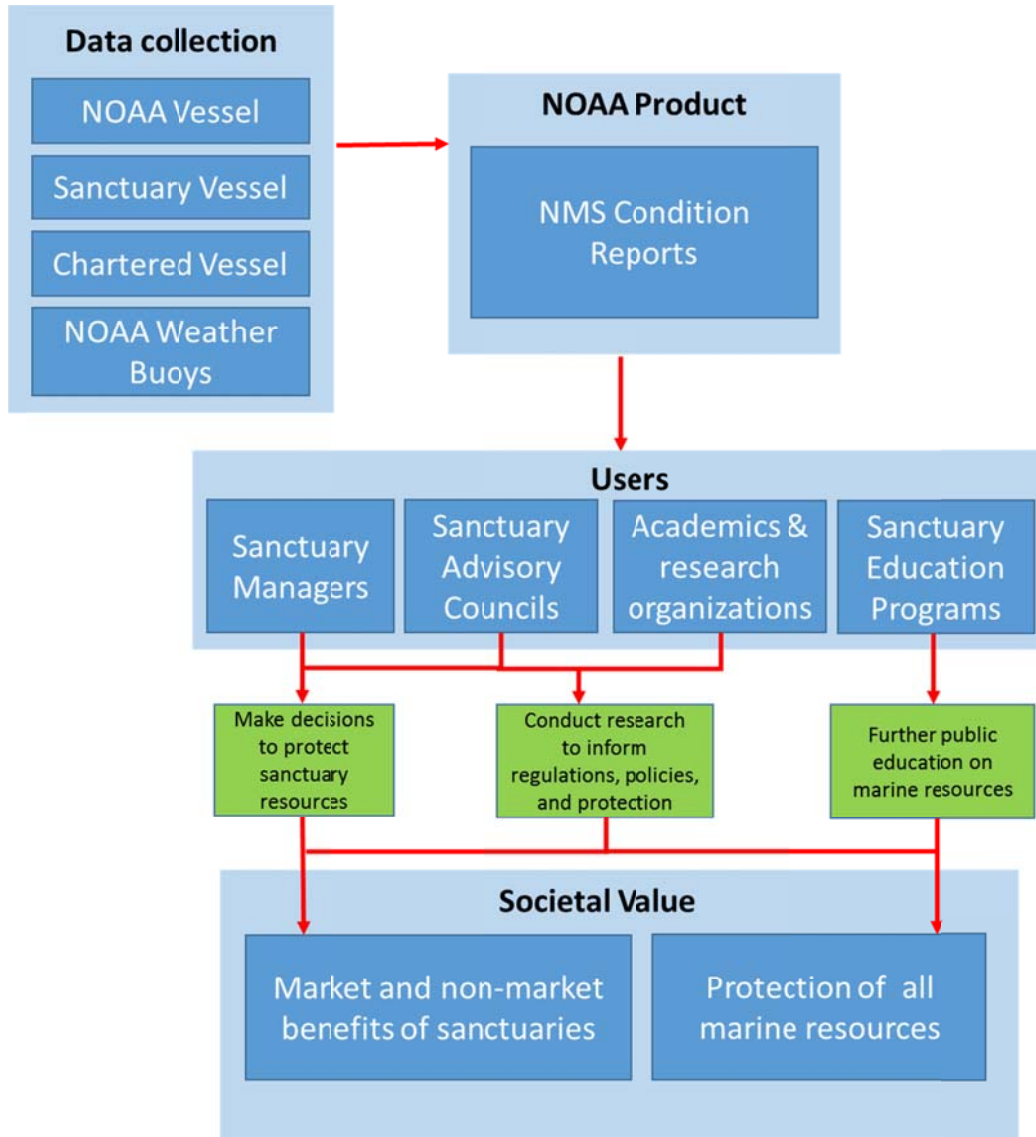 Data collection
NOAA Vessel
Sanctuary Vessel
Chartered Vessel
NOAA Weather
Buoys
NOAA Product
NMS Condition
Reports
Users
Sanctuary
Managers
Sanctuary
Advisory
Councils
Academics &
research
organizations
Sanctuary
Education
Programs
Make decisions
to protect
sanctuary
resources
Conduct research
to inform
regulations, policies,
and protection
Further public
education on
marine resources
Societal Value
Market and non-market
benefits of sanctuaries
Protection of all
marine resources